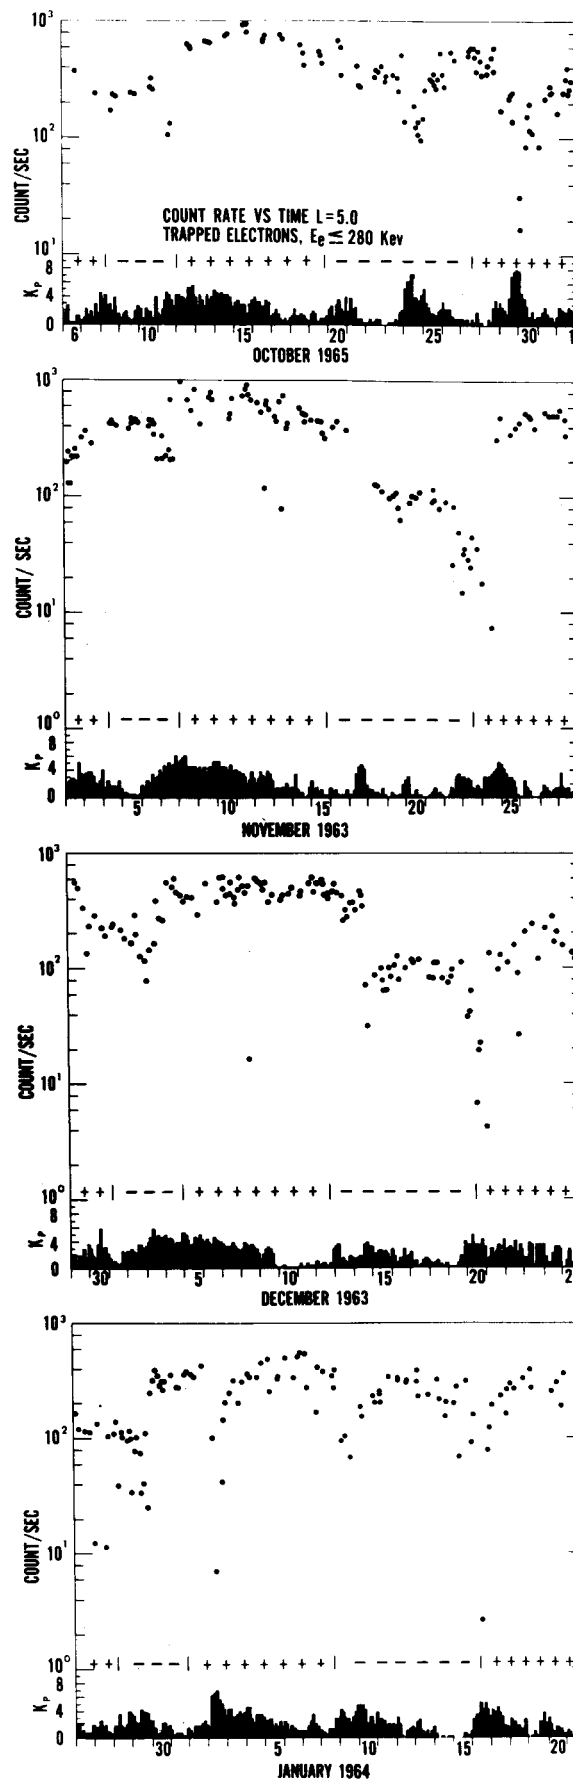 10³
10²
10¹
COUNT/SEC
COUNT RATE VS TIME L=5.0
TRAPPED ELECTRONS, Eₑ ≦ 280 Kev
+ + | − − − − | + + + + + + + | − − − − − − − − | + + + + + +
8
4
0
Kₚ
6 10 15 20 25 30
OCTOBER 1965
10³
10²
10¹
10⁰
COUNT/ SEC
+ + | − − − − | + + + + + + + + | − − − − − − − | + + + + +
8
4
0
Kₚ
5 10 15 20 25
NOVEMBER 1963
10³
10²
10¹
10⁰
COUNT/SEC
+ + | − − − − | + + + + + + + + | − − − − − − − | + + + + + +
8
4
0
Kₚ
30 5 10 15 20
DECEMBER 1963
10³
10²
10¹
10⁰
COUNT/SEC
+ + | − − − − | + + + + + + + + | − − − − − − − | + + + + + +
8
4
0
Kₚ
30 5 10 15 20
JANUARY 1964